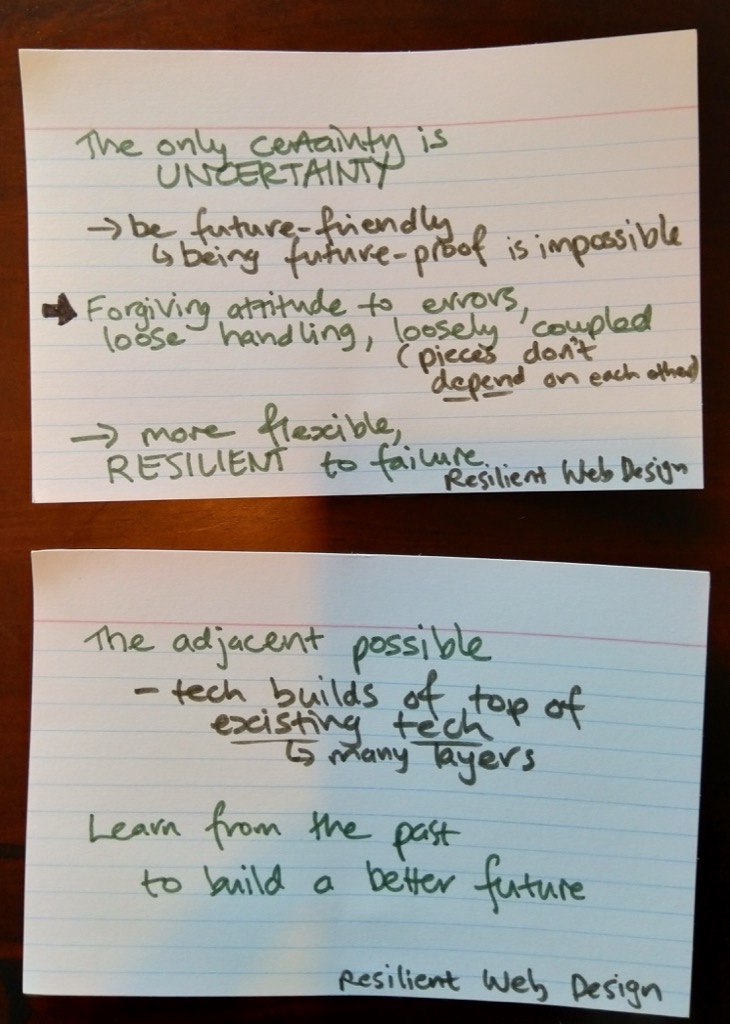 The only certainty is
UNCERTAINTY
→ be future-friendly
↳ being future-proof is impossible
➡ Forgiving attitude to errors,
loose handling, loosely coupled
(pieces don't
depend on each other)
→ more flexible,
RESILIENT to failure
Resilient Web Design
The adjacent possible
- tech builds of top of
existing tech
↳ many layers
Learn from the past
to build a better future
Resilient Web Design